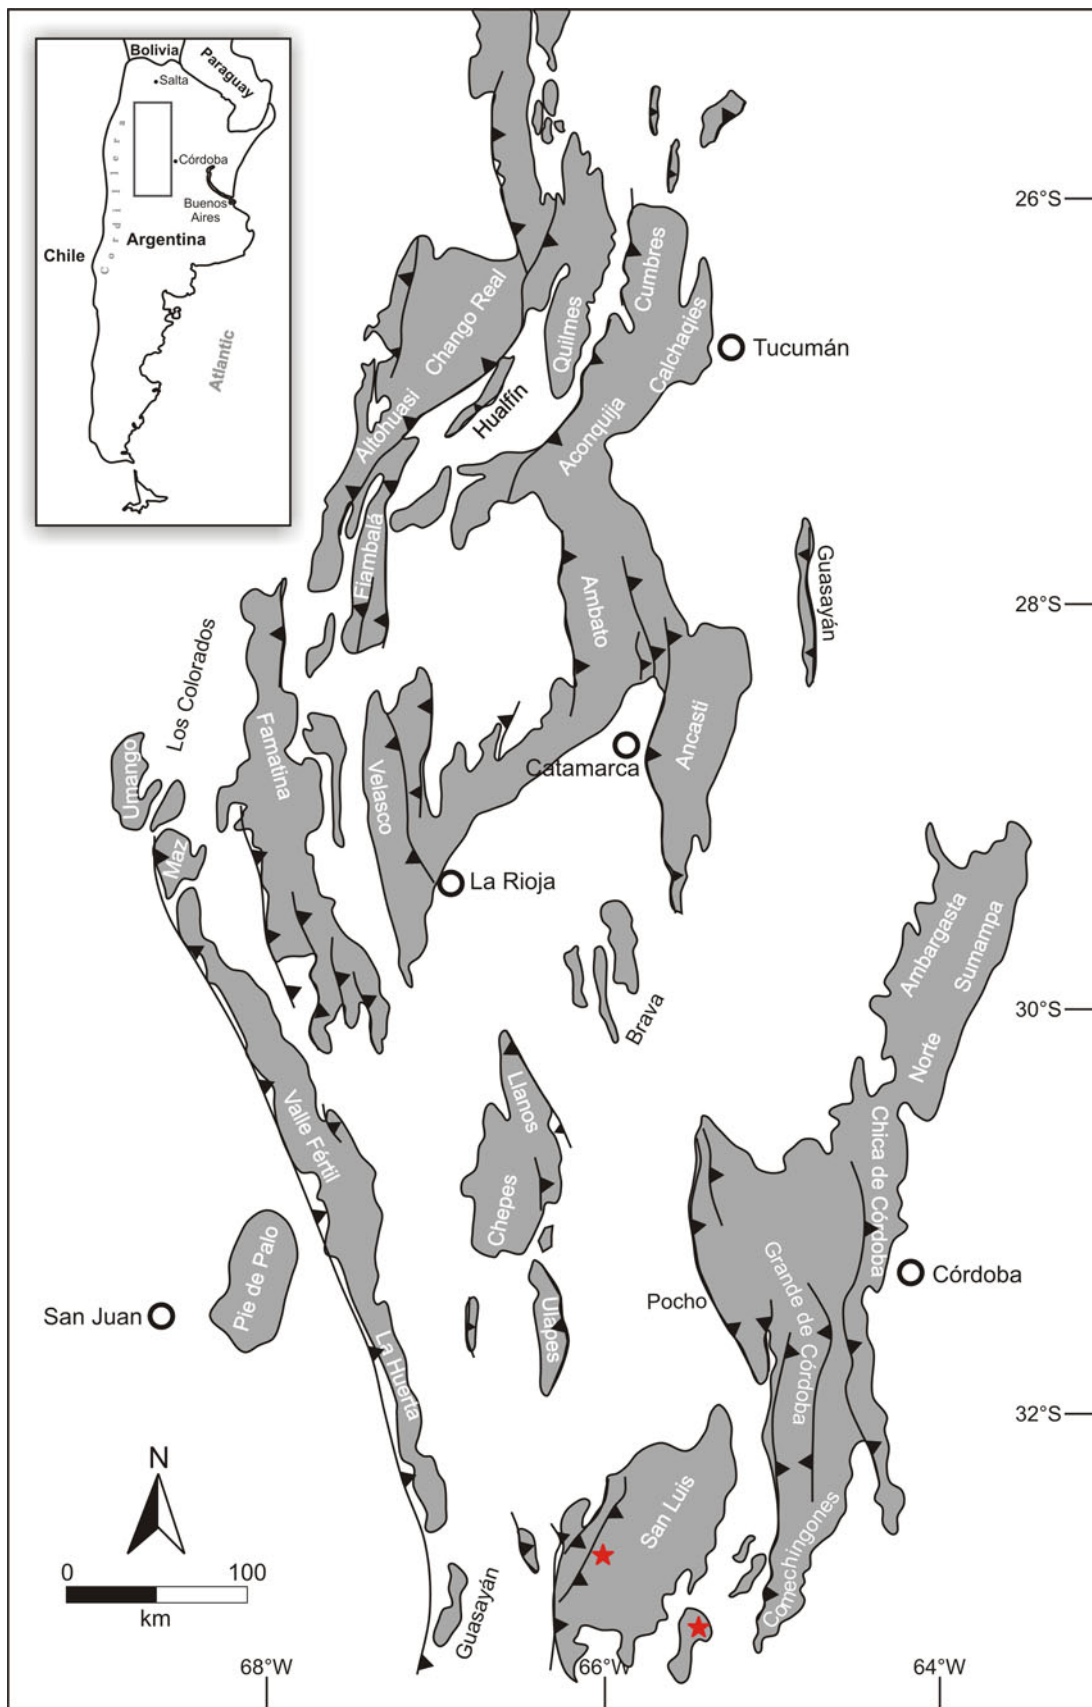 Bolivia
Paraguay
Salta
Cordillera
Córdoba
Buenos
Aires
Chile
Argentina
Atlantic
26°S
Cumbres
Calchaqies
Quilmes
Chango Real
Tucumán
Hualfín
Altohuasi
Aconquija
Fiambalá
Guasayán
28°S
Ambato
Los Colorados
Famatina
Umango
Velasco
Catamarca
Ancasti
Maz
La Rioja
Ambargasta
Sumampa
Brava
30°S
Norte
Llanos
Valle Fértil
Chica de Córdoba
Chepes
Pie de Palo
Grande de
Córdoba
Córdoba
San Juan
Pocho
Ulapes
La Huerta
32°S
N
San Luis
Comechingones
0 100
km
Guasayán
68°W 66°W 64°W